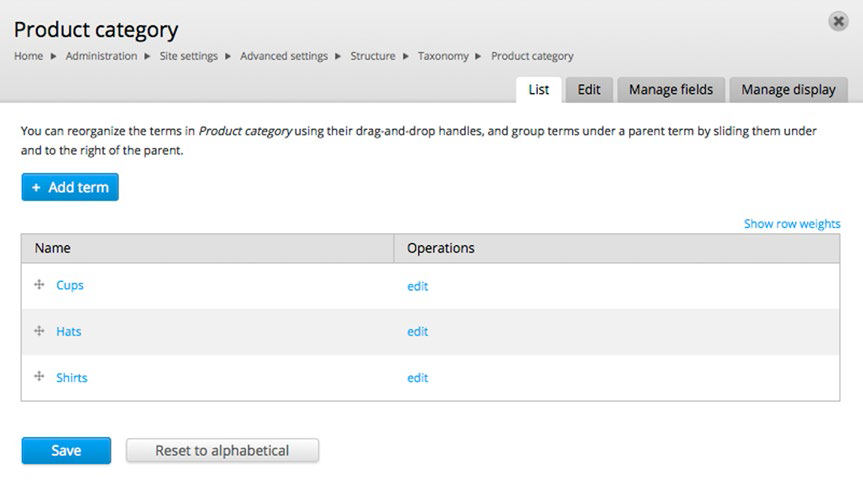 Product category
Home ▶ Administration ▶ Site settings ▶ Advanced settings ▶ Structure ▶ Taxonomy ▶ Product category
List Edit Manage fields Manage display
You can reorganize the terms in Product category using their drag-and-drop handles, and group terms under a parent term by sliding them under
and to the right of the parent.
+ Add term
Show row weights
Name Operations
Cups edit
Hats edit
Shirts edit
Save Reset to alphabetical